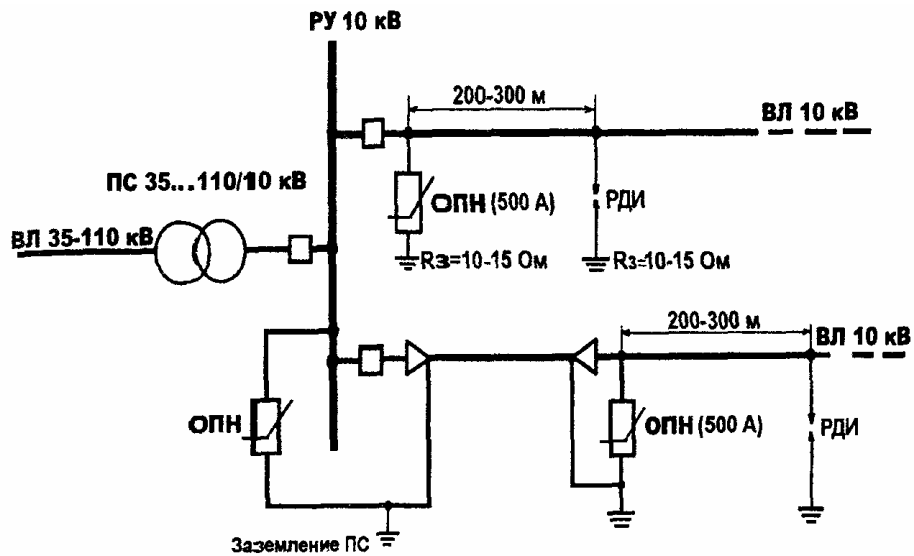 РУ 10 кВ
200-300 м
ВЛ 10 кВ
ПС 35...110/10 кВ
ОПН (500 А)
РДИ
ВЛ 35-110 кВ
Rз=10-15 Ом
Rз=10-15 Ом
200-300 м
ВЛ 10 кВ
ОПН
ОПН (500 А)
РДИ
Заземление ПС